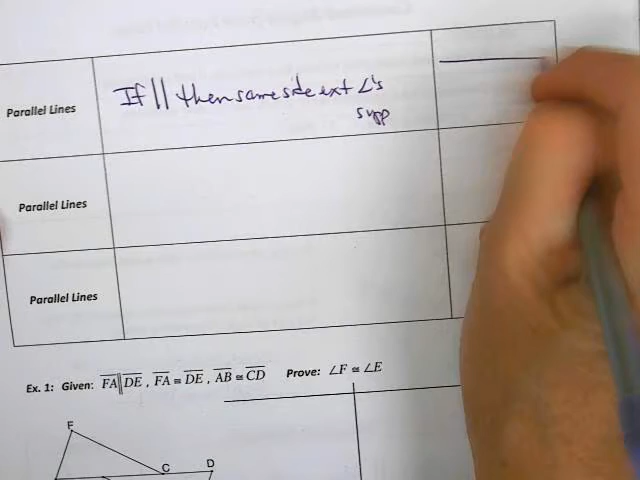 Parallel Lines
If || then same side ext ∠'s
supp
Parallel Lines
Parallel Lines
Ex. 1: Given: FA || DE, FA ≅ DE, AB ≅ CD Prove: ∠F ≅ ∠E
F
C
D